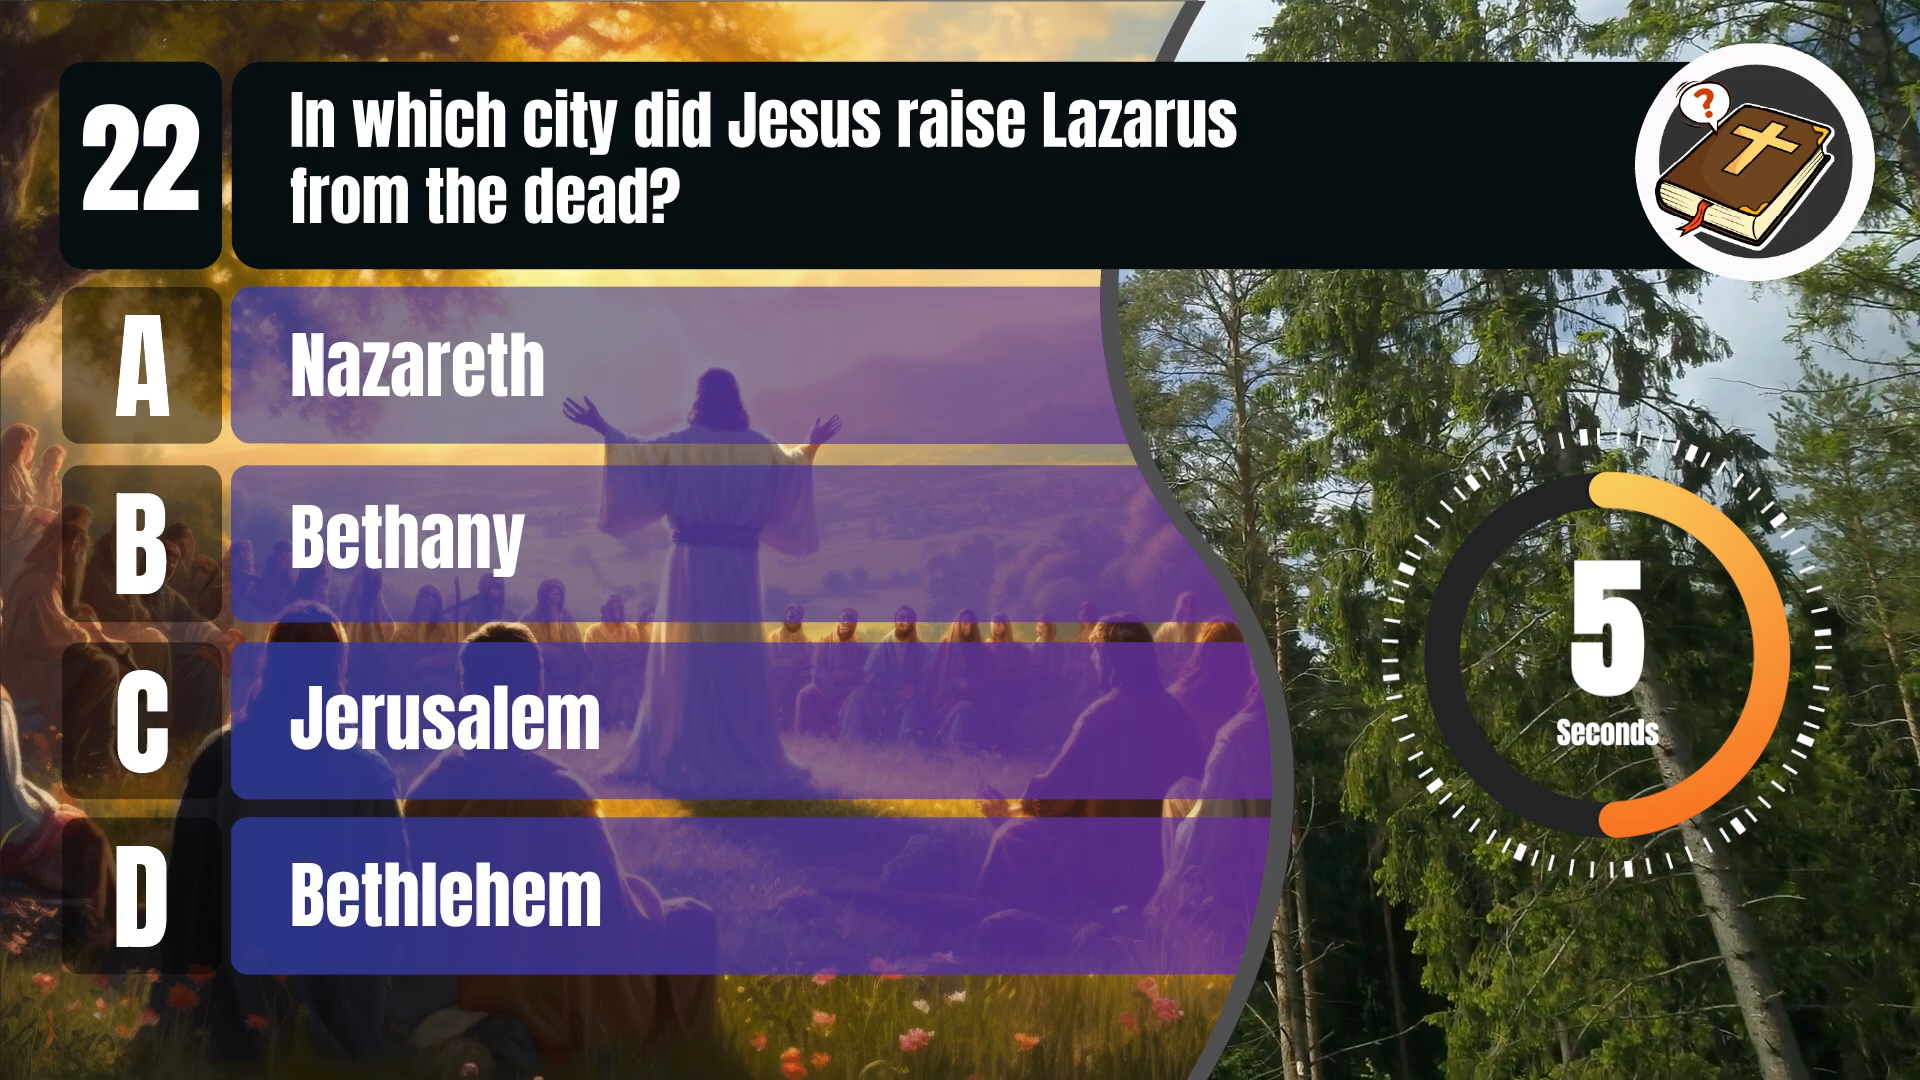 22
In which city did Jesus raise Lazarus
from the dead?
?
A
Nazareth
B
Bethany
C
Jerusalem
D
Bethlehem
5
Seconds